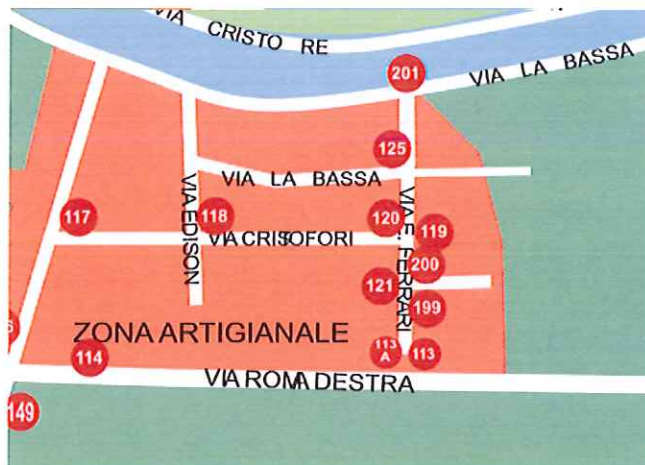 VIA CRISTO RE
201
VIA LA BASSA
125
VIA LA BASSA
117
VIA EDISON
118
120
119
VIA CRISOFORI
VIA E. FERRARI
200
121
199
ZONA ARTIGIANALE
114
113
A
113
VIA ROMA DESTRA
149